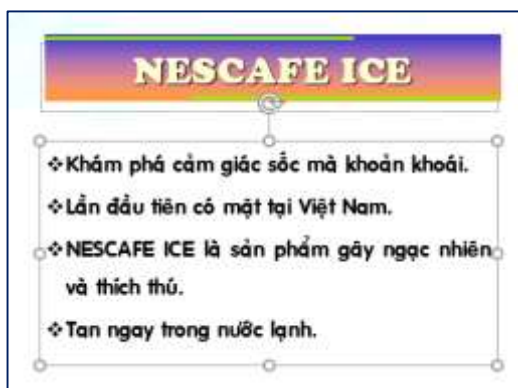 NESCAFE ICE
❖Khám phá cảm giác sốc mà khoản khoái.
❖Lần đầu tiên có mặt tại Việt Nam.
❖NESCAFE ICE là sản phẩm gây ngạc nhiên
và thích thú.
❖Tan ngay trong nước lạnh.